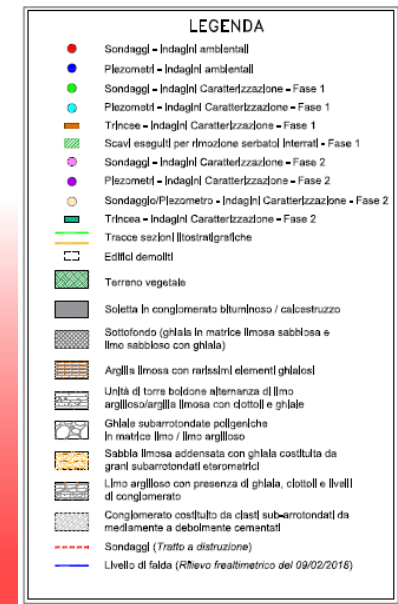 LEGENDA
Sondaggi - Indagini ambientali
Piezometri - Indagini ambientali
Sondaggi - Indagini Caratterizzazione - Fase 1
Piezometri - Indagini Caratterizzazione - Fase 1
Trincee - Indagini Caratterizzazione - Fase 1
Scavi eseguiti per rimozione serbatoi interrati - Fase 1
Sondaggi - Indagini Caratterizzazione - Fase 2
Piezometri - Indagini Caratterizzazione - Fase 2
Sondaggio/Piezometro - Indagini Caratterizzazione - Fase 2
Trincea - Indagini Caratterizzazione - Fase 2
Tracce sezioni litostratigrafiche
Edifici demoliti
Terreno vegetale
Soletta in conglomerato bituminoso / calcestruzzo
Sottofondo (ghiaia in matrice limosa sabbiosa e
limo sabbioso con ghiaia)
Argilla limosa con rarissimi elementi ghiaiosi
Unità di torre boldone alternanza di limo
argilloso/argilla limosa con ciottoli e ghiaie
Ghiaie subarrotondate poligeniche
in matrice limo / limo argilloso
Sabbia limosa addensata con ghiaia costituita da
grani subarrotondati eterometrici
Limo argilloso con presenza di ghiaia, ciottoli e livelli
di conglomerato
Conglomerato costituito da clasti sub-arrotondati da
mediamente a debolmente cementati
Sondaggi (Tratto a distruzione)
Livello di falda (Rilievo freatimetrico del 09/02/2018)